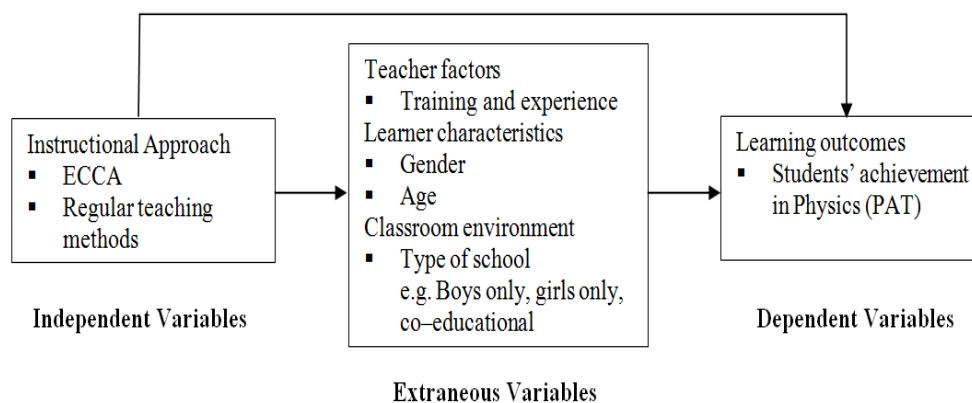 Instructional Approach
▪ ECCA
▪ Regular teaching
methods
Independent Variables
Teacher factors
▪ Training and experience
Learner characteristics
▪ Gender
▪ Age
Classroom environment
▪ Type of school
e.g. Boys only, girls only,
co–educational
Extraneous Variables
Learning outcomes
▪ Students’ achievement
in Physics (PAT)
Dependent Variables